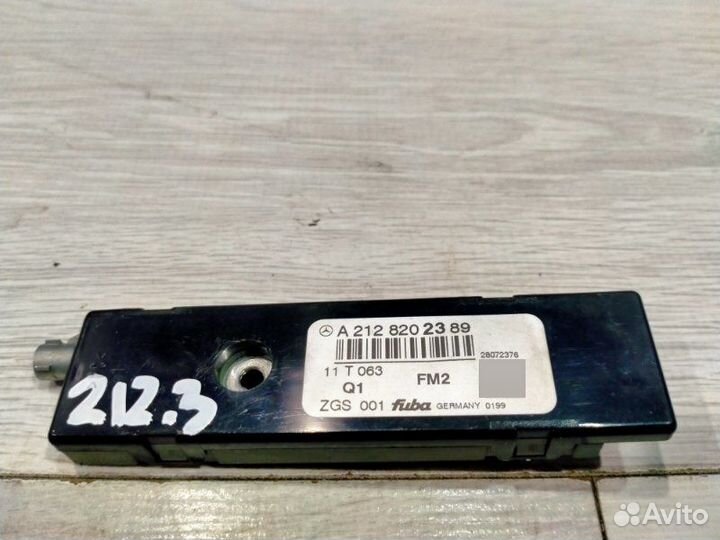 A 212 820 23 89
28072376
11 T 063
Q1 FM2
ZGS 001 fuba GERMANY 0199
212.3
Avito